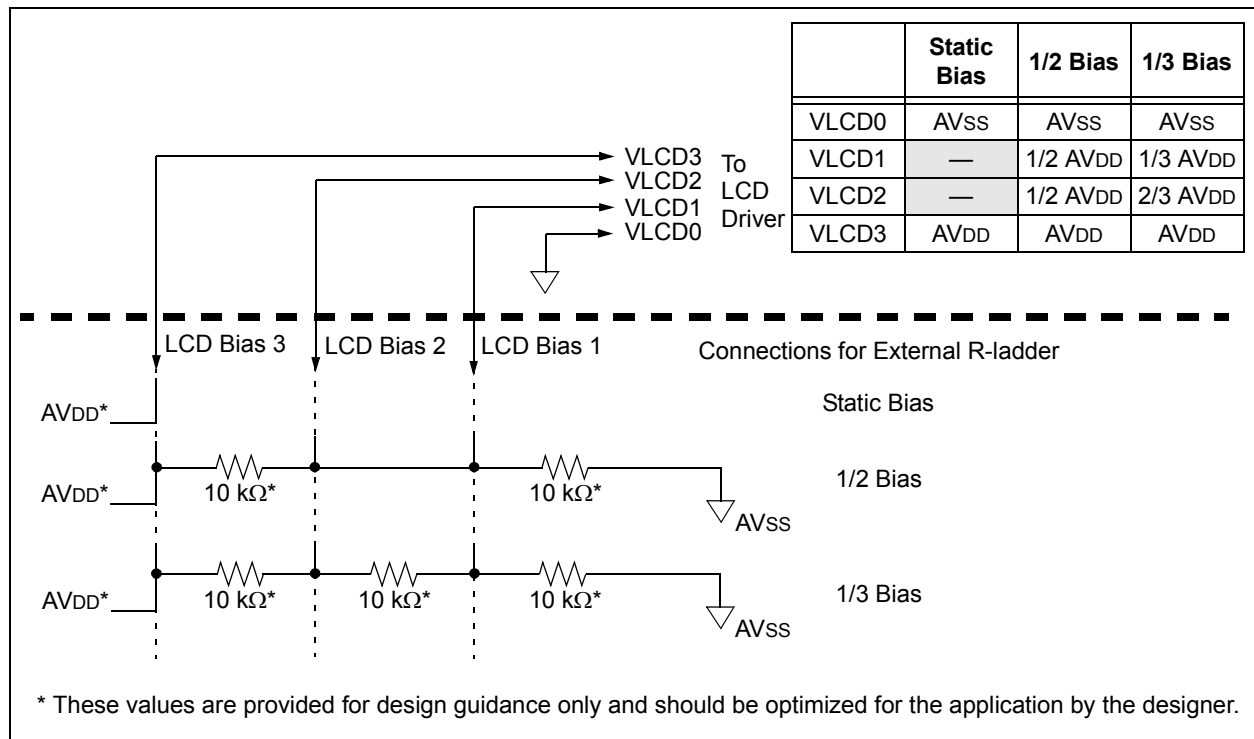 Static Bias 1/2 Bias 1/3 Bias
VLCD0 AVSS AVSS AVSS
VLCD1 — 1/2 AVDD 1/3 AVDD
VLCD2 — 1/2 AVDD 2/3 AVDD
VLCD3 AVDD AVDD AVDD
VLCD3
VLCD2
VLCD1
VLCD0
To
LCD
Driver
LCD Bias 3 LCD Bias 2 LCD Bias 1 Connections for External R-ladder
AVDD* Static Bias
AVDD* 10 kΩ* 10 kΩ* AVSS 1/2 Bias
AVDD* 10 kΩ* 10 kΩ* 10 kΩ* AVSS 1/3 Bias
* These values are provided for design guidance only and should be optimized for the application by the designer.